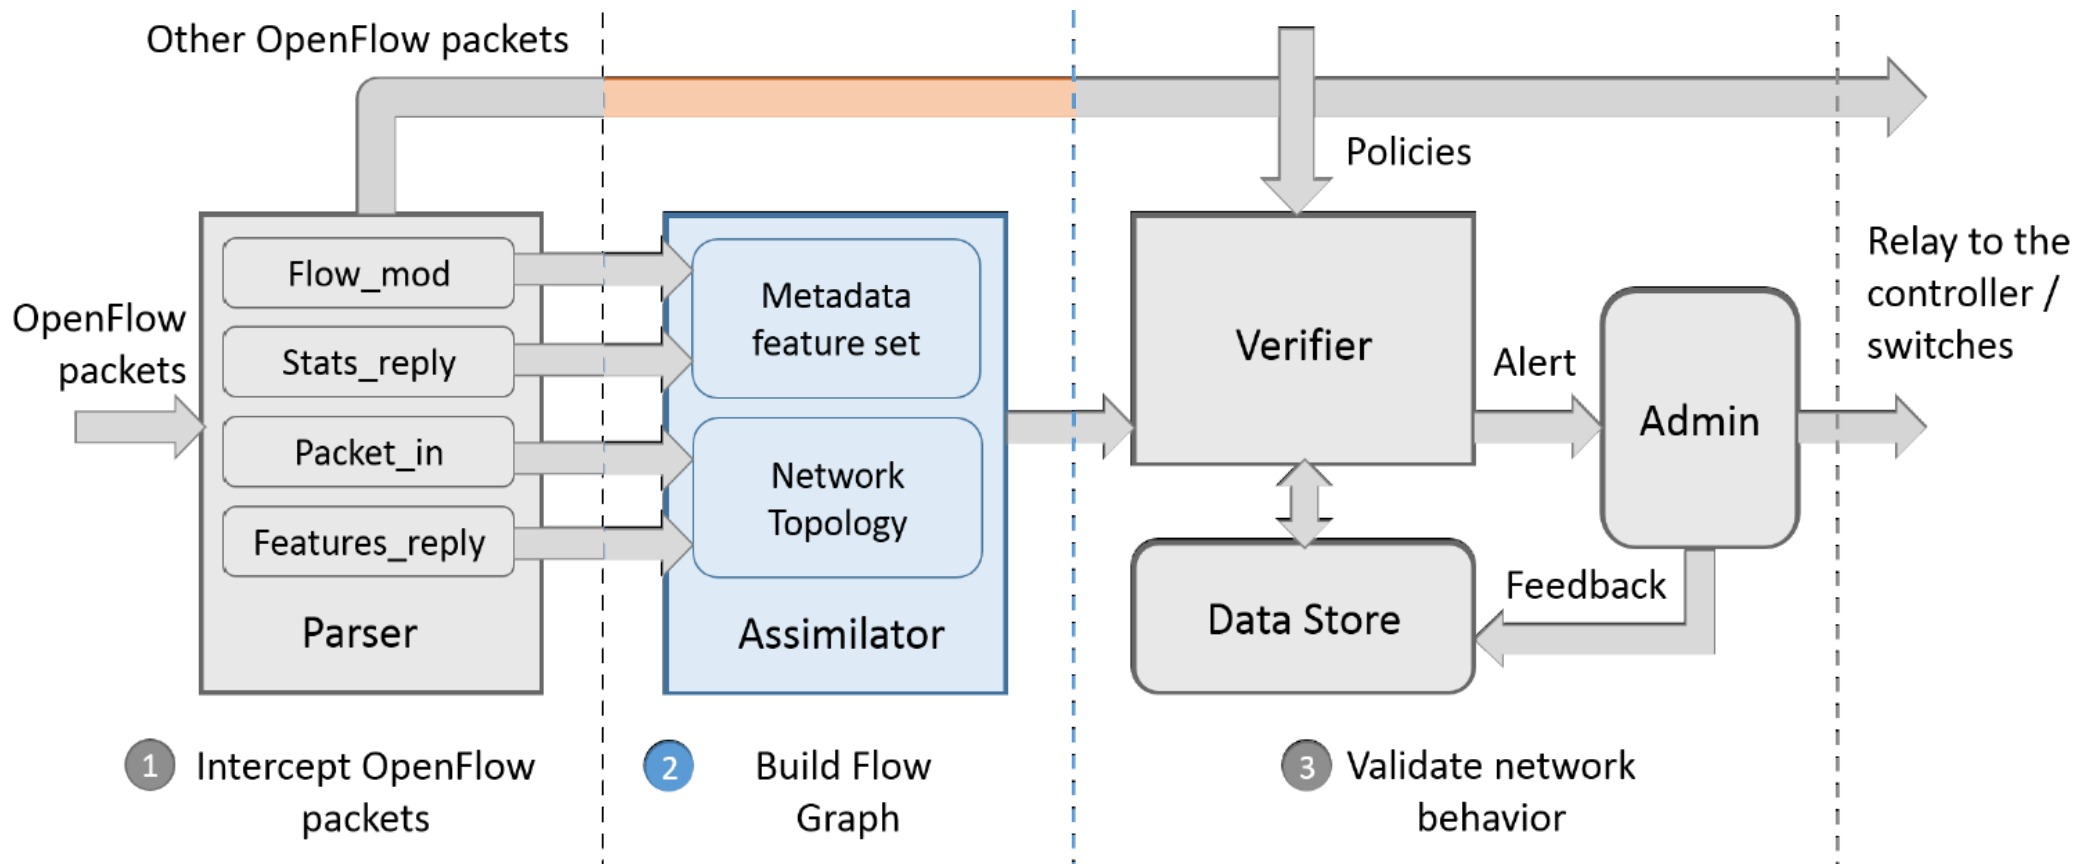 Other OpenFlow packets
Policies
OpenFlow
packets
Flow_mod
Stats_reply
Packet_in
Features_reply
Parser
Metadata
feature set
Network
Topology
Assimilator
Verifier
Alert
Admin
Relay to the
controller /
switches
Data Store
Feedback
1 Intercept OpenFlow
packets
2 Build Flow
Graph
3 Validate network
behavior